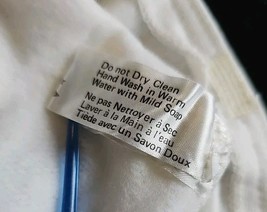 Do not Dry Clean
Hand Wash in Warm
Water with Mild Soap
Ne pas Nettroyer à Sec
Laver à la Main à l'eau
Tiède avec un Savon Doux